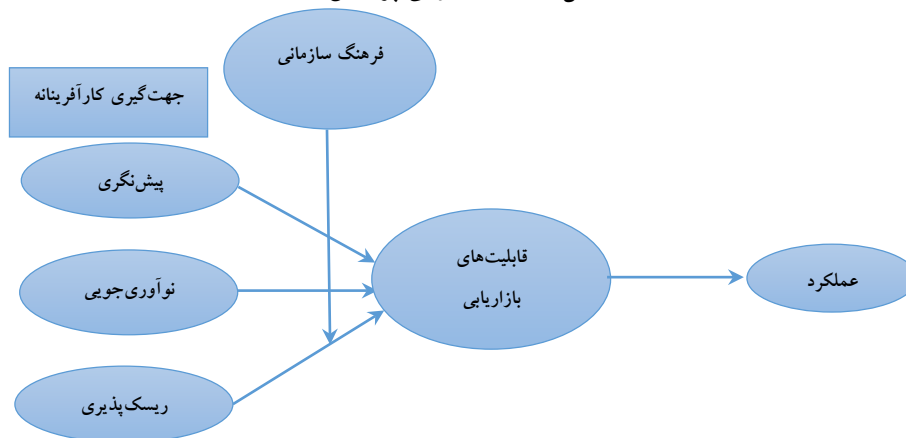 فرهنگ سازمانی
جهت‌گیری کارآفرینانه
پیش‌نگری
قابلیت‌های
بازاریابی
نوآوری‌جویی
عملکرد
ریسک‌پذیری